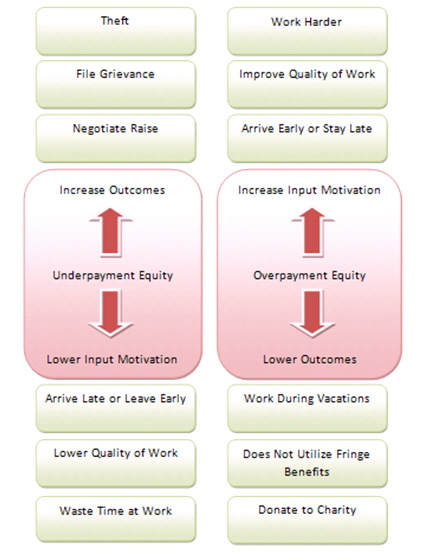 Theft
Work Harder
File Grievance
Improve Quality of Work
Negotiate Raise
Arrive Early or Stay Late
Increase Outcomes
Increase Input Motivation
Underpayment Equity
Overpayment Equity
Lower Input Motivation
Lower Outcomes
Arrive Late or Leave Early
Work During Vacations
Lower Quality of Work
Does Not Utilize Fringe
Benefits
Waste Time at Work
Donate to Charity